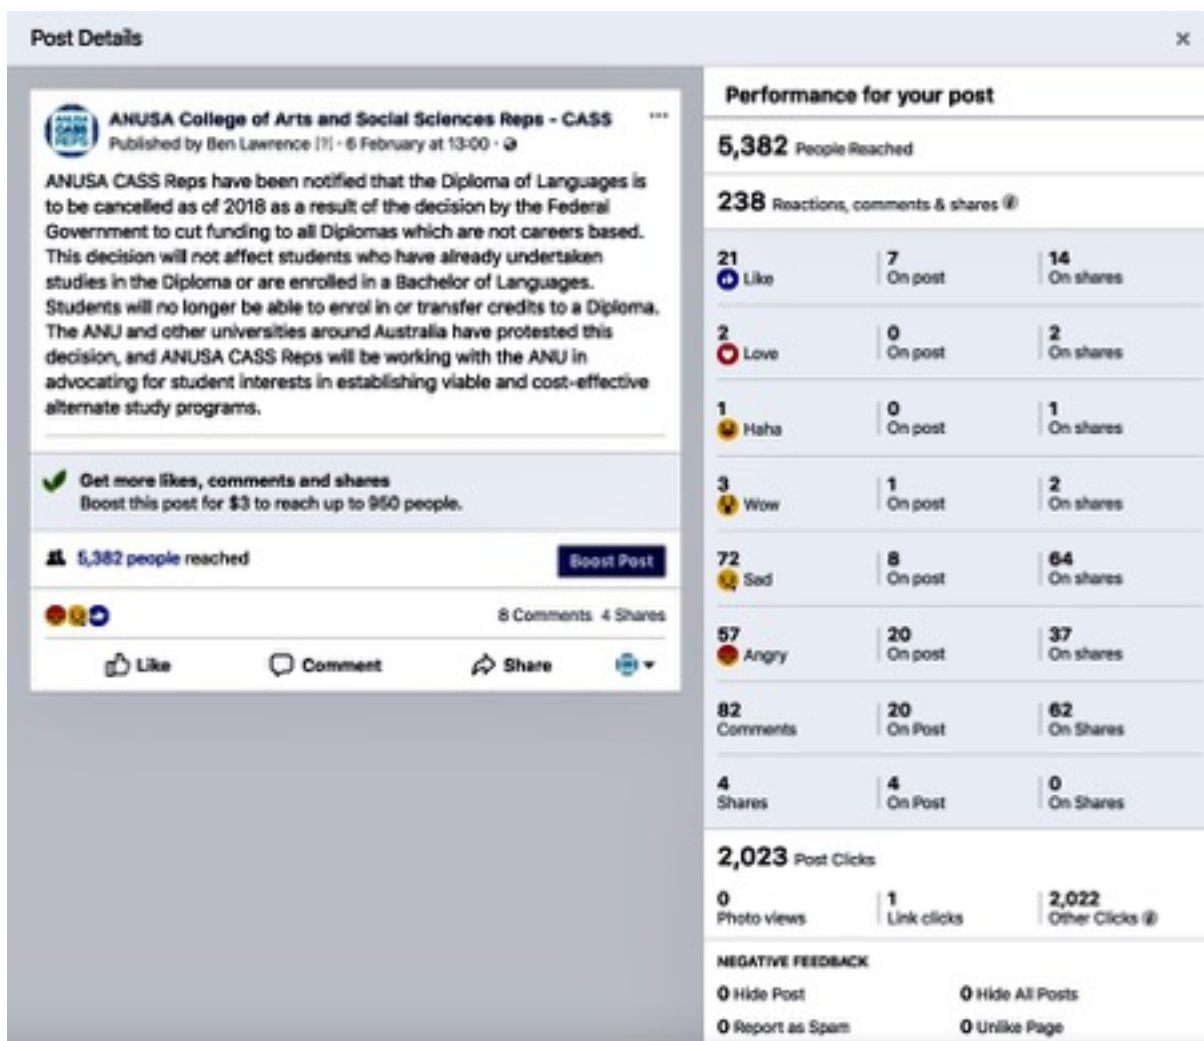 Post Details
×
ANUSA College of Arts and Social Sciences Reps - CASS
Published by Ben Lawrence [?] · 6 February at 13:00 ·
ANUSA CASS Reps have been notified that the Diploma of Languages is
to be cancelled as of 2018 as a result of the decision by the Federal
Government to cut funding to all Diplomas which are not careers based.
This decision will not affect students who have already undertaken
studies in the Diploma or are enrolled in a Bachelor of Languages.
Students will no longer be able to enrol in or transfer credits to a Diploma.
The ANU and other universities around Australia have protested this
decision, and ANUSA CASS Reps will be working with the ANU in
advocating for student interests in establishing viable and cost-effective
alternate study programs.
Get more likes, comments and shares
Boost this post for $3 to reach up to 950 people.
5,382 people reached
Boost Post
8 Comments 4 Shares
Like Comment Share
Performance for your post
5,382 People Reached
238 Reactions, comments & shares
21 7 14
Like On post On shares
2 0 2
Love On post On shares
1 0 1
Haha On post On shares
3 1 2
Wow On post On shares
72 8 64
Sad On post On shares
57 20 37
Angry On post On shares
82 20 62
Comments On Post On Shares
4 4 0
Shares On Post On Shares
2,023 Post Clicks
0 1 2,022
Photo views Link clicks Other Clicks
NEGATIVE FEEDBACK
0 Hide Post 0 Hide All Posts
0 Report as Spam 0 Unlike Page